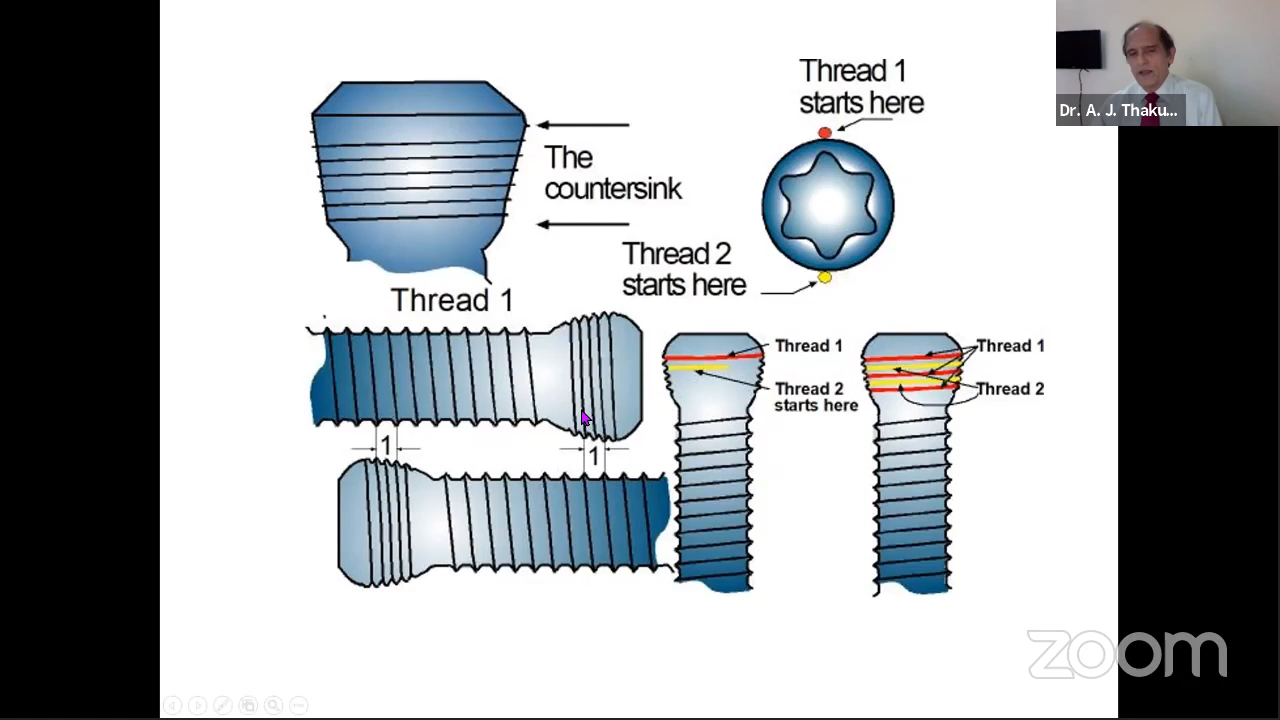 Thread 1
starts here
Dr. A. J. Thaku...
The
countersink
Thread 2
starts here
Thread 1
Thread 1
Thread 2
starts here
Thread 1
Thread 2
1
1
zoom